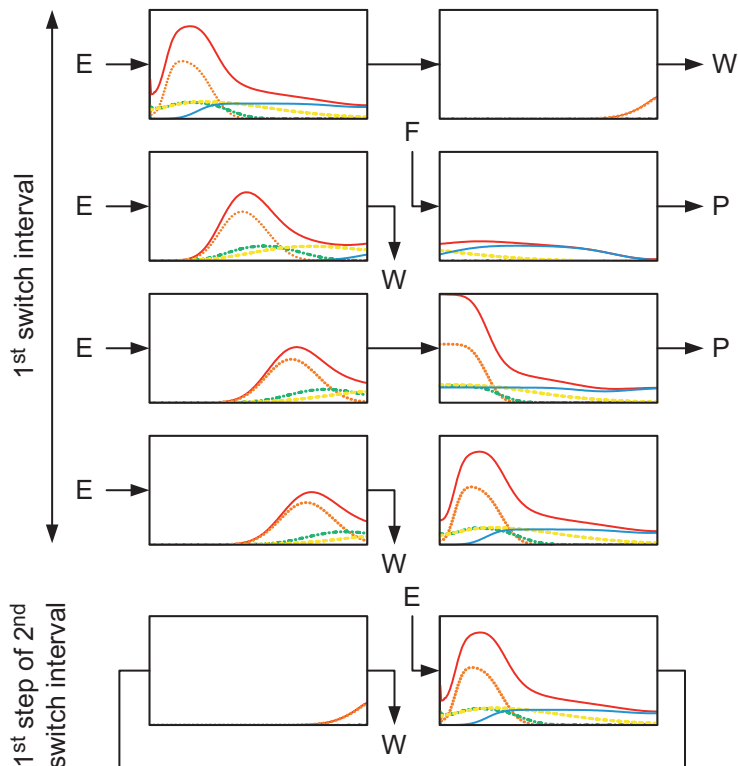 E
W
F
E
P
W
E
P
E
W
E
W
1st switch interval
1st step of 2nd
switch interval